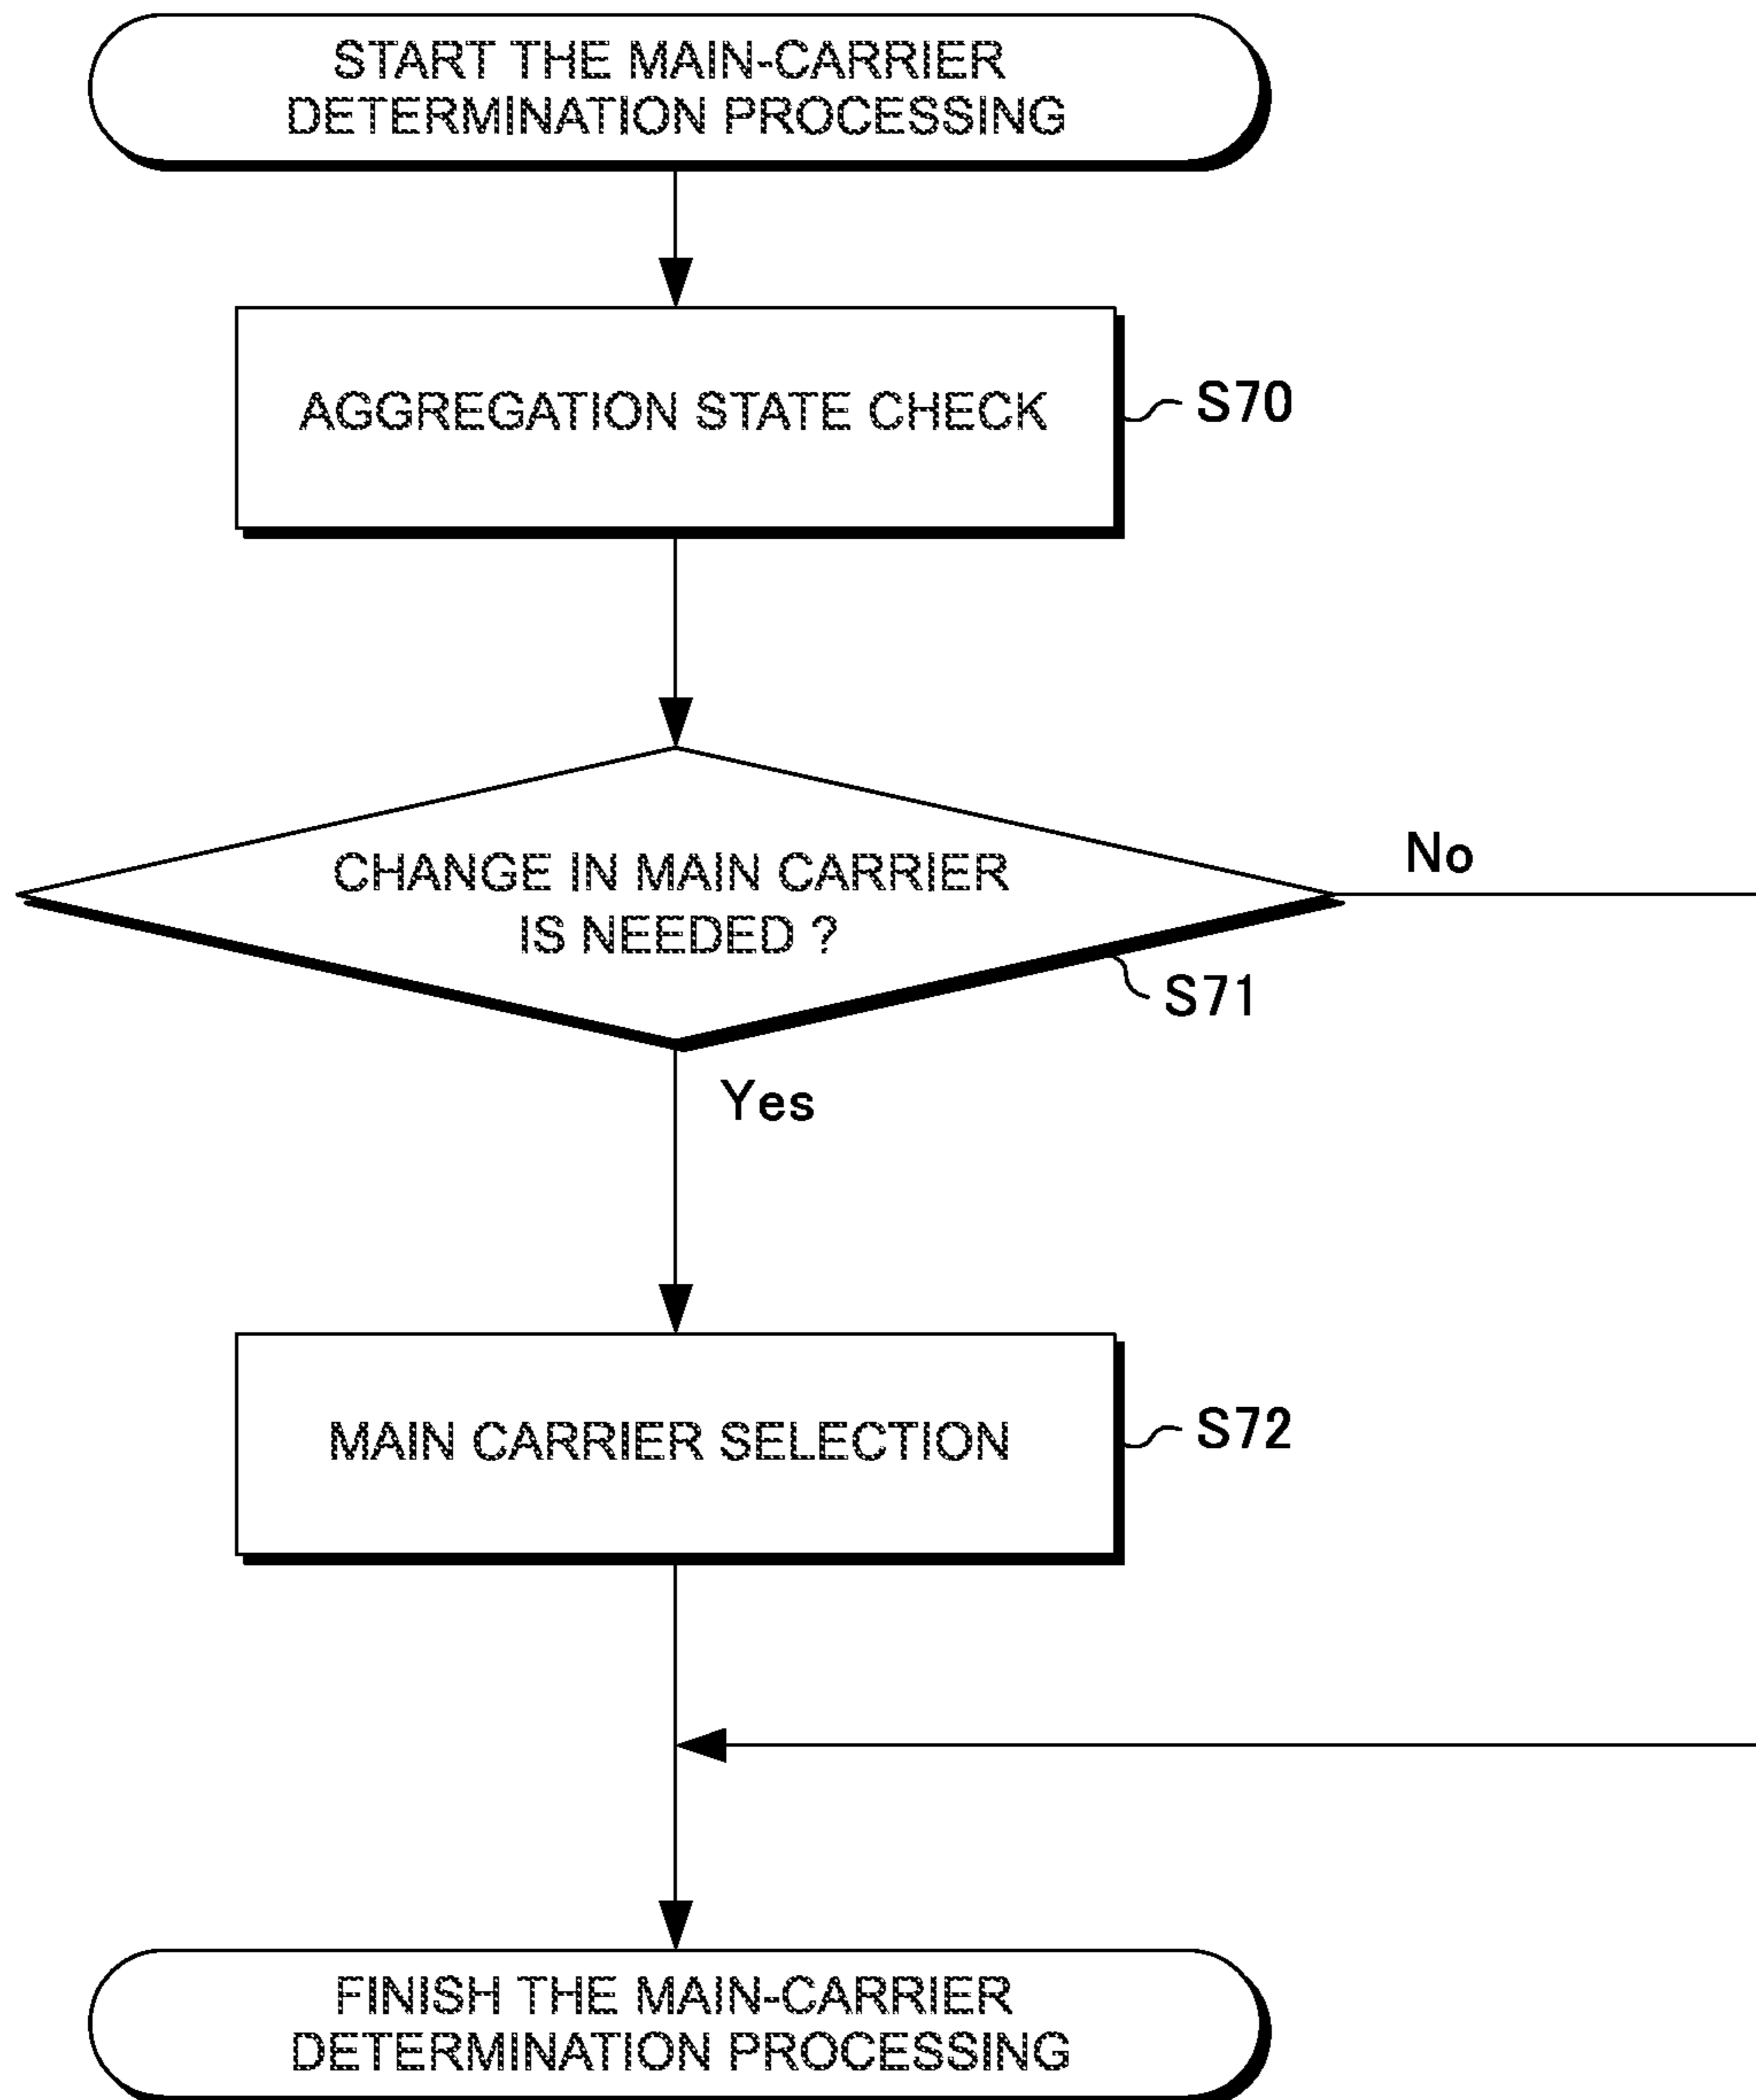 START THE MAIN-CARRIER
DETERMINATION PROCESSING
AGGREGATION STATE CHECK
S70
CHANGE IN MAIN CARRIER
IS NEEDED ?
No
S71
Yes
MAIN CARRIER SELECTION
S72
FINISH THE MAIN-CARRIER
DETERMINATION PROCESSING